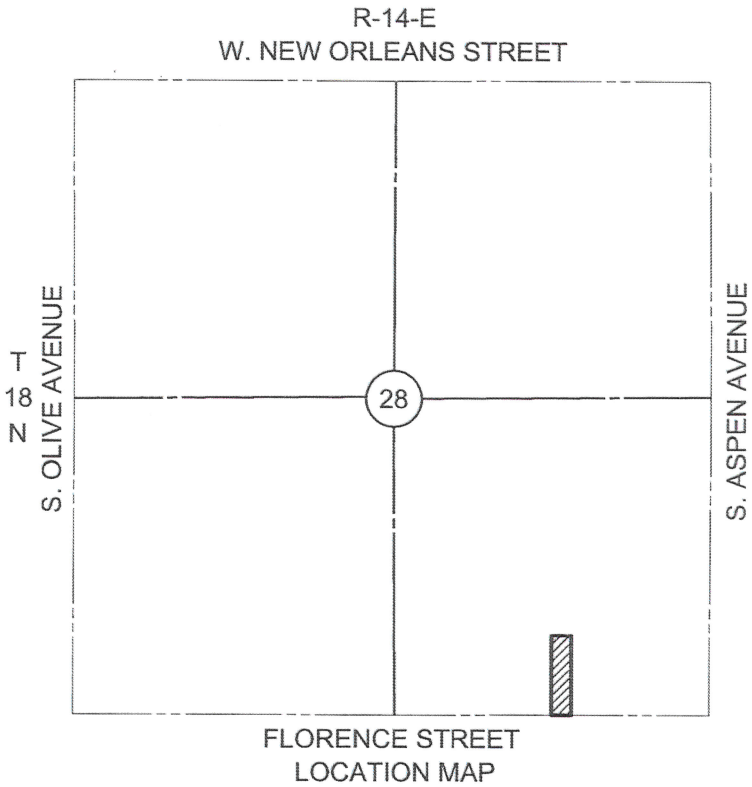 R-14-E
W. NEW ORLEANS STREET
S. OLIVE AVENUE
T
18
N
28
S. ASPEN AVENUE
FLORENCE STREET
LOCATION MAP